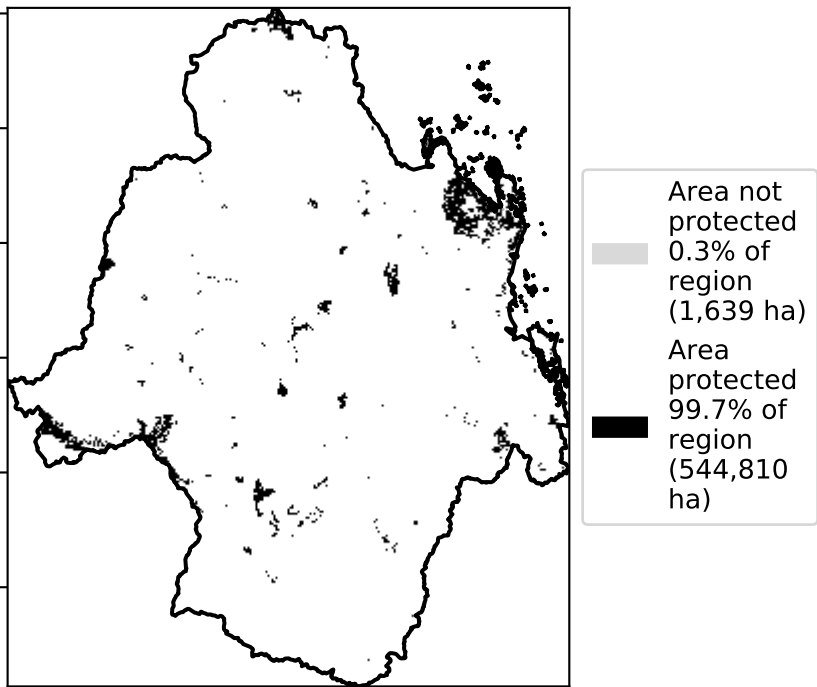 Area not
protected
0.3% of
region
(1,639 ha)
Area
protected
99.7% of
region
(544,810
ha)